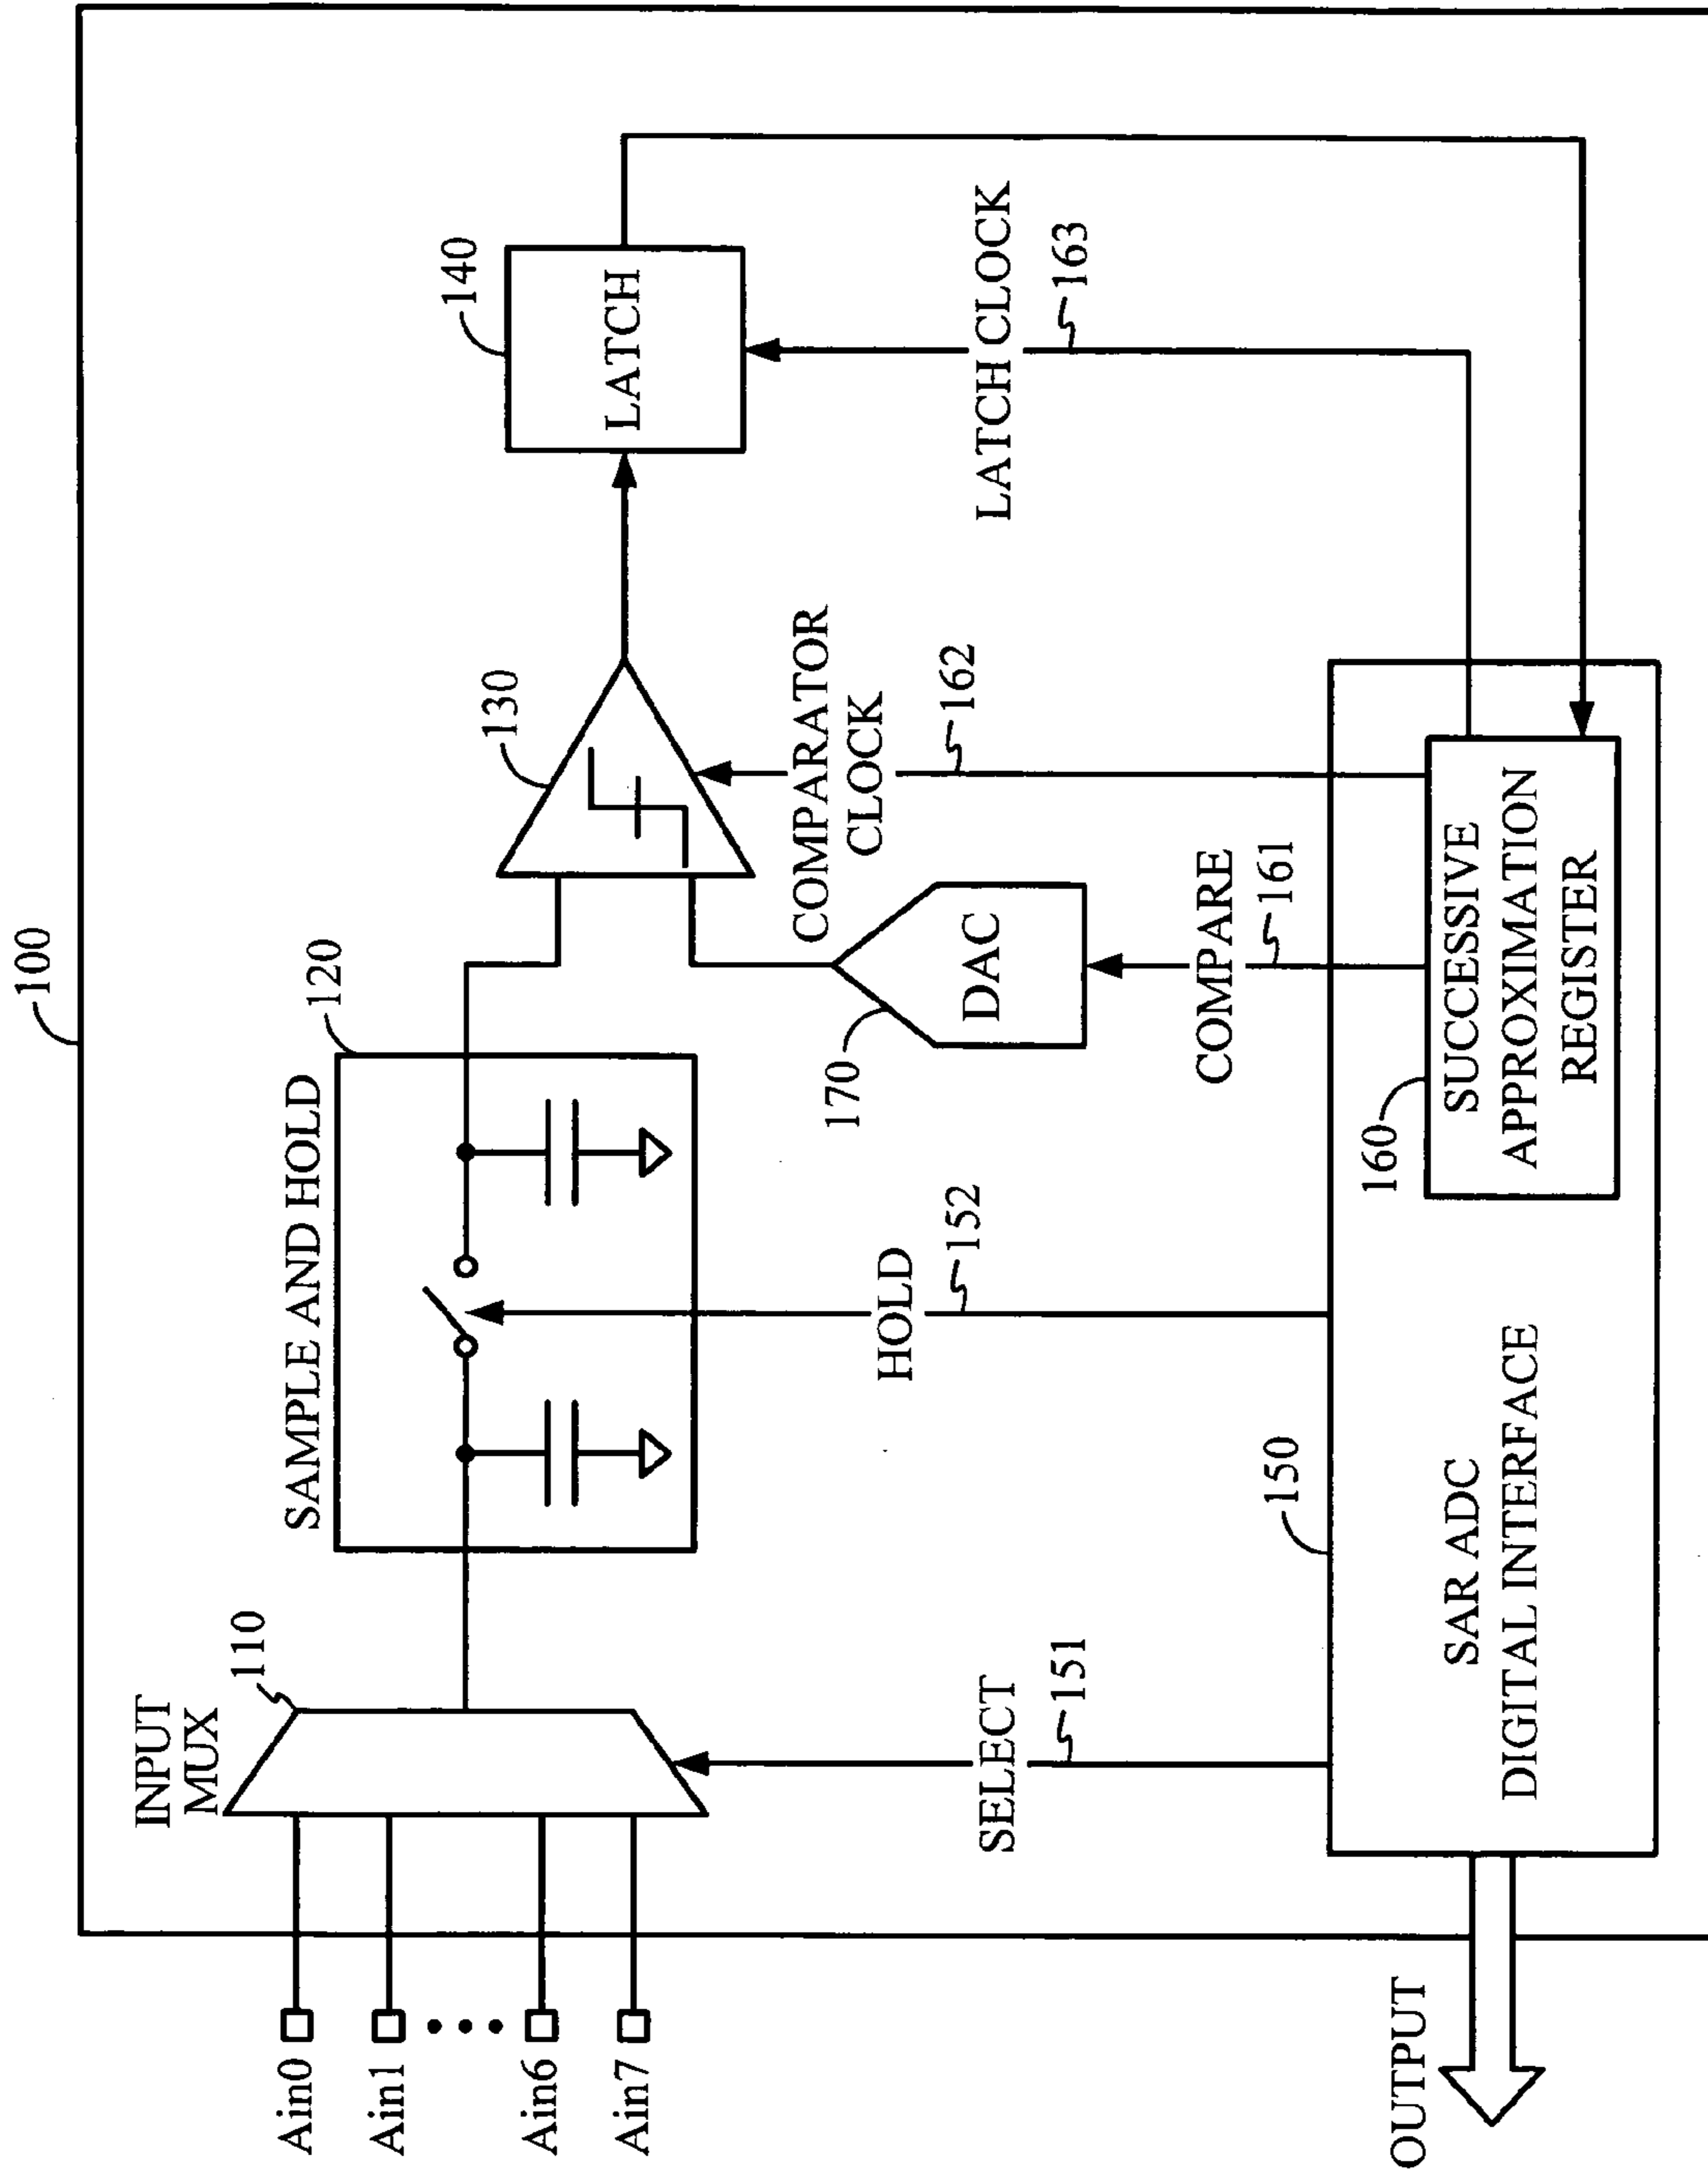 100
INPUT
MUX
110
SAMPLE AND HOLD
120
130
140
Ain0
Ain1
Ain6
Ain7
LATCH
170
DAC
SELECT
151
HOLD
152
COMPARE
161
COMPARATOR
CLOCK
162
LATCH CLOCK
163
150
SAR ADC
DIGITAL INTERFACE
160
SUCCESSIVE
APPROXIMATION
REGISTER
OUTPUT